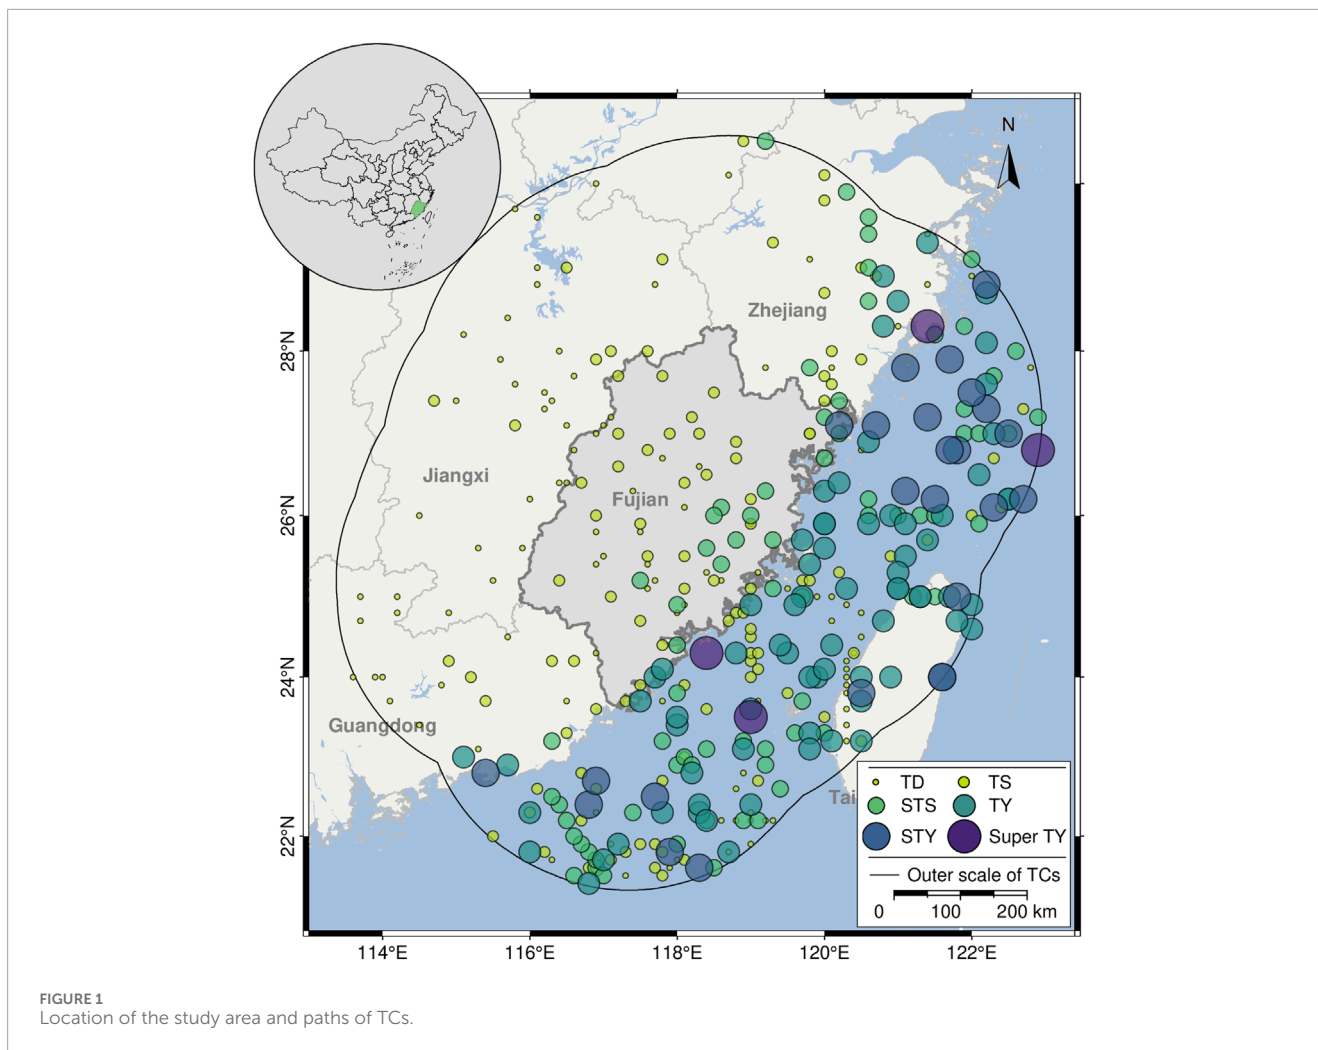 N
28°N
26°N
24°N
22°N
Zhejiang
Jiangxi
Fujian
Guangdong
Tai
TD
TS
STS
TY
STY
Super TY
Outer scale of TCs
0 100 200 km
114°E 116°E 118°E 120°E 122°E
FIGURE 1
Location of the study area and paths of TCs.